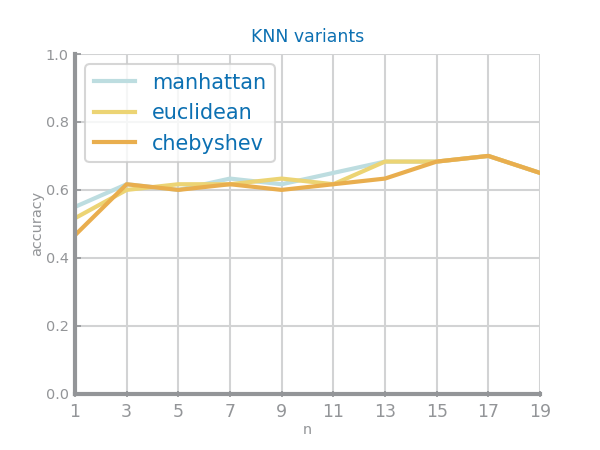 KNN variants
1.0
0.8
0.6
0.4
0.2
0.0
accuracy
manhattan
euclidean
chebyshev
1 3 5 7 9 11 13 15 17 19
n